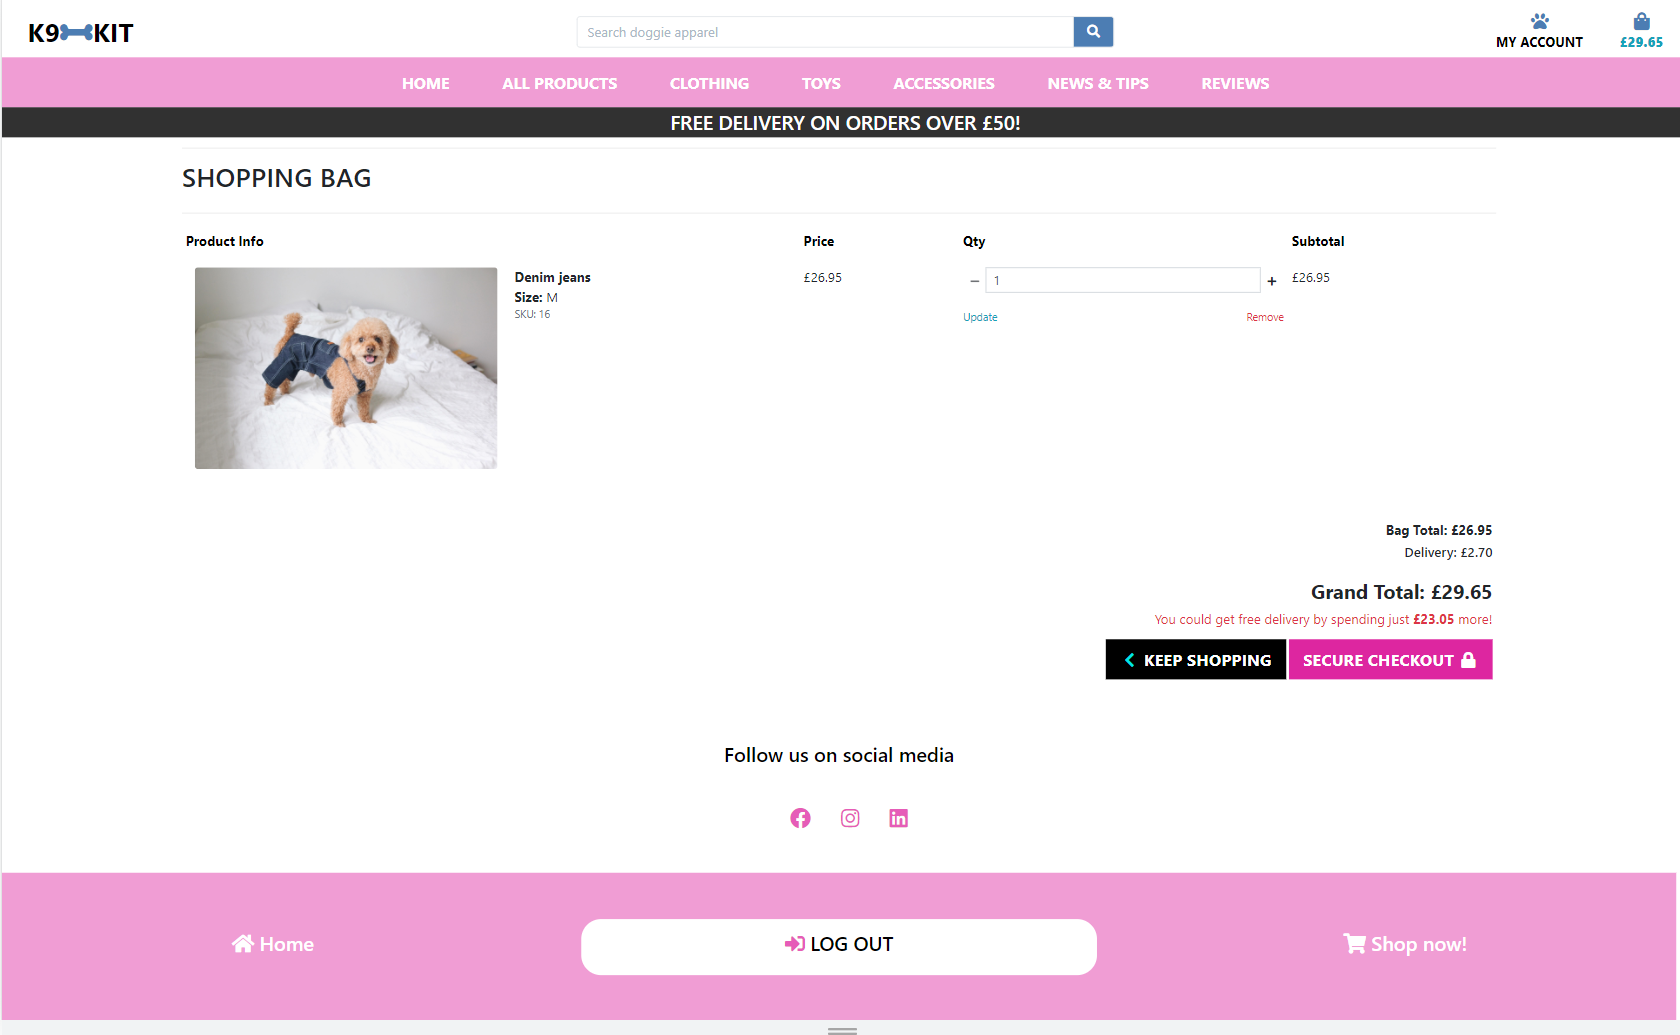 K9 KIT
Search doggie apparel
MY ACCOUNT
£29.65
HOME ALL PRODUCTS CLOTHING TOYS ACCESSORIES NEWS & TIPS REVIEWS
FREE DELIVERY ON ORDERS OVER £50!
SHOPPING BAG
Product Info Price Qty Subtotal
Denim jeans £26.95 − 1 + £26.95
Size: M
SKU: 16 Update Remove
Bag Total: £26.95
Delivery: £2.70
Grand Total: £29.65
You could get free delivery by spending just £23.05 more!
KEEP SHOPPING SECURE CHECKOUT
Follow us on social media
Home LOG OUT Shop now!